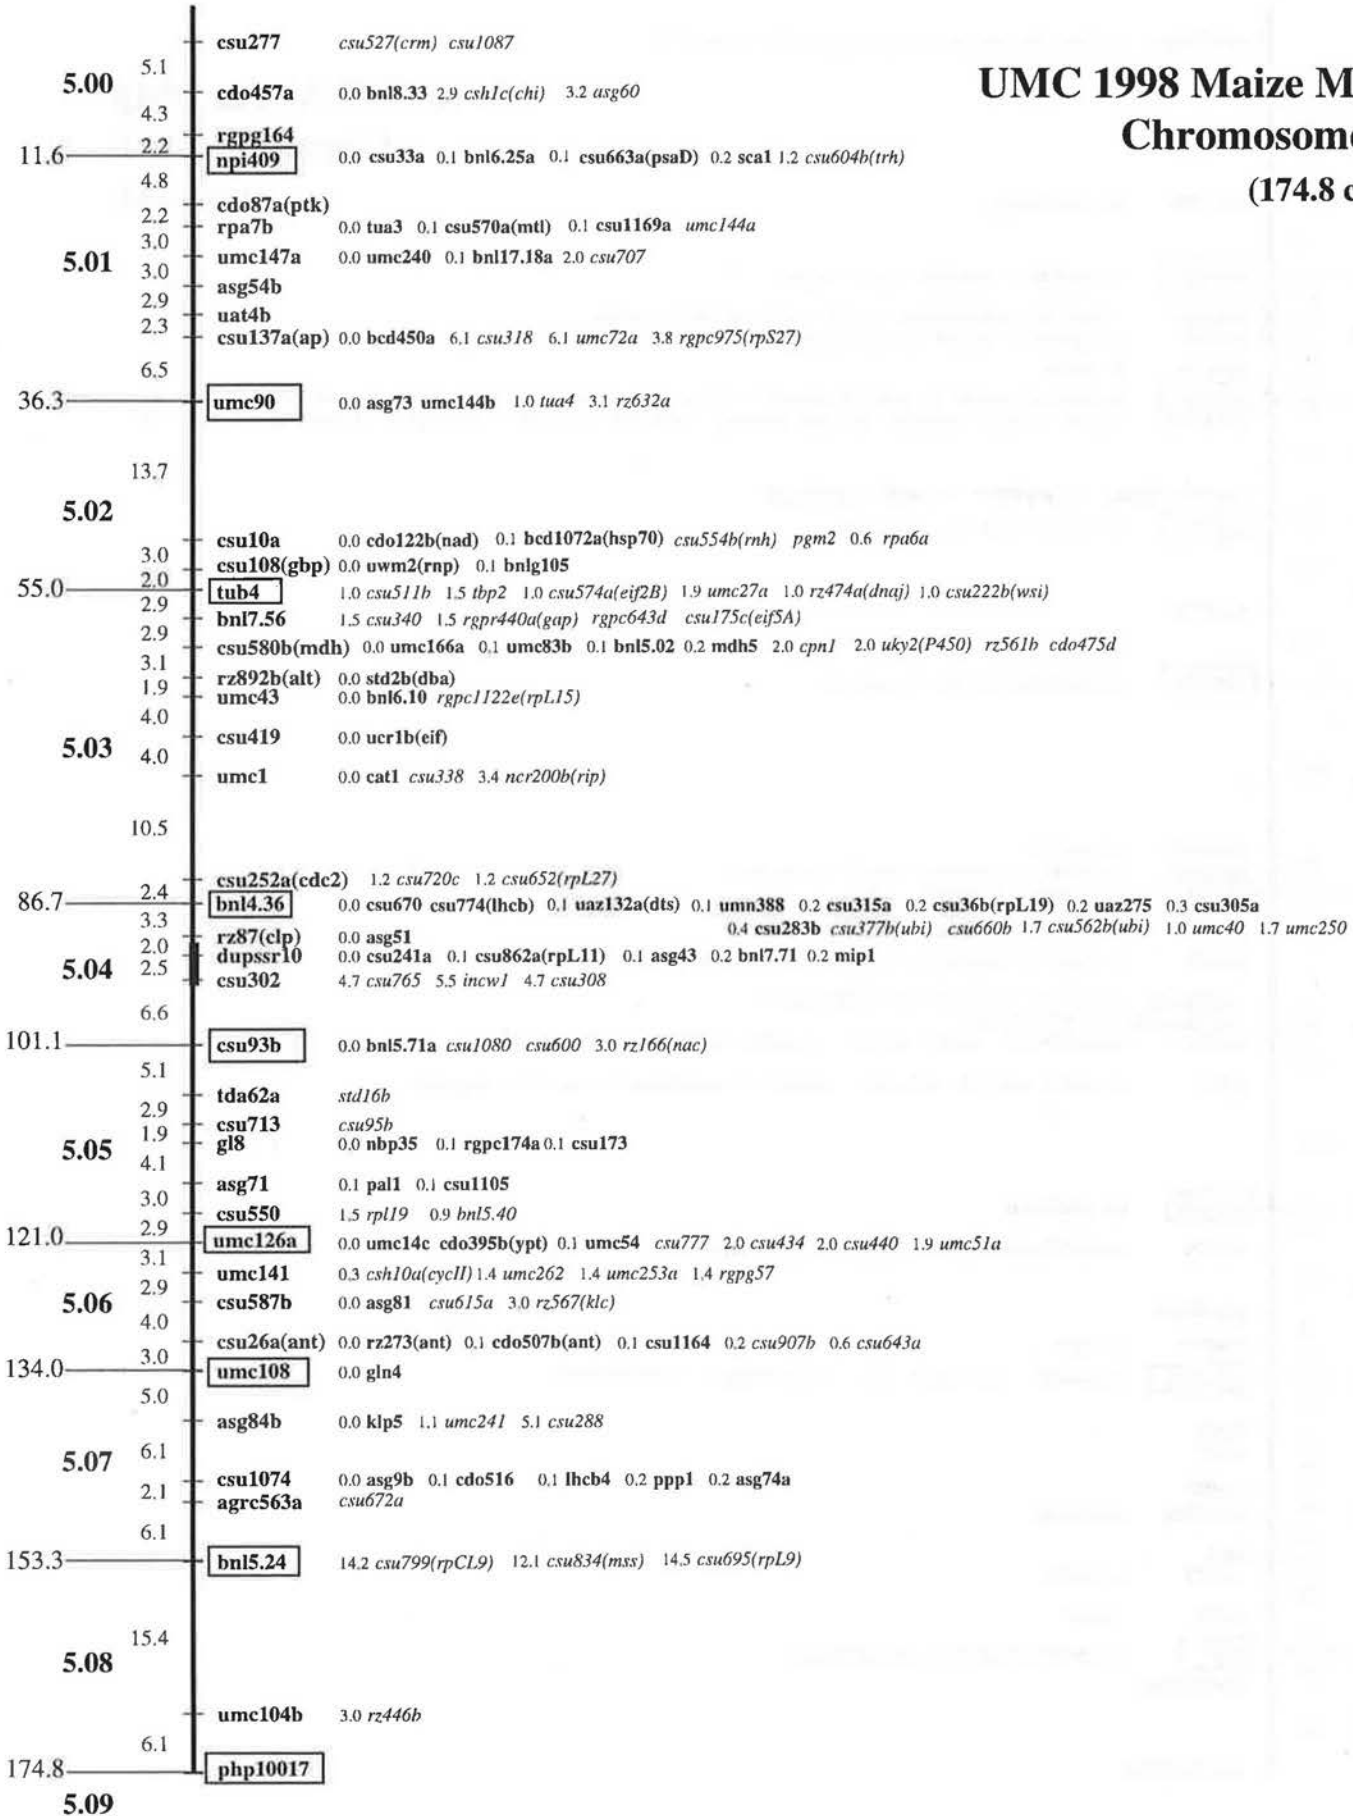 UMC 1998 Maize M
Chromosome
(174.8 c
csu277 csu527(crm) csu1087
5.1
5.00
cdo457a 0.0 bnl8.33 2.9 csh1c(chi) 3.2 asg60
4.3
rgpg164
2.2
11.6 npi409 0.0 csu33a 0.1 bnl6.25a 0.1 csu663a(psaD) 0.2 sca1 1.2 csu604b(trh)
4.8
cdo87a(ptk)
2.2
rpa7b 0.0 tua3 0.1 csu570a(mtl) 0.1 csu1169a umc144a
3.0
5.01 umc147a 0.0 umc240 0.1 bnl17.18a 2.0 csu707
3.0
asg54b
2.9
uat4b
2.3
csu137a(ap) 0.0 bcd450a 6.1 csu318 6.1 umc72a 3.8 rgpc975(rpS27)
6.5
36.3 umc90 0.0 asg73 umc144b 1.0 tua4 3.1 rz632a
13.7
5.02
csu10a 0.0 cdo122b(nad) 0.1 bcd1072a(hsp70) csu554b(rnh) pgm2 0.6 rpa6a
3.0
csu108(gbp) 0.0 uwm2(rnp) 0.1 bnlg105
2.0
55.0 tub4 1.0 csu511b 1.5 tbp2 1.0 csu574a(eif2B) 1.9 umc27a 1.0 rz474a(dnaj) 1.0 csu222b(wsi)
2.9
bnl7.56 1.5 csu340 1.5 rgpr440a(gap) rgpc643d csu175c(eif5A)
2.9
csu580b(mdh) 0.0 umc166a 0.1 umc83b 0.1 bnl5.02 0.2 mdh5 2.0 cpn1 2.0 uky2(P450) rz561b cdo475d
3.1
rz892b(alt) 0.0 std2b(dba)
1.9
umc43 0.0 bnl6.10 rgpc1122e(rpL15)
4.0
5.03 csu419 0.0 ucr1b(eif)
4.0
umc1 0.0 cat1 csu338 3.4 ncr200b(rip)
10.5
csu252a(cdc2) 1.2 csu720c 1.2 csu652(rpL27)
2.4
86.7 bnl4.36 0.0 csu670 csu774(lhcb) 0.1 uaz132a(dts) 0.1 umn388 0.2 csu315a 0.2 csu36b(rpL19) 0.2 uaz275 0.3 csu305a
3.3 0.4 csu283b csu377b(ubi) csu660b 1.7 csu562b(ubi) 1.0 umc40 1.7 umc250
rz87(clp) 0.0 asg51
2.0
dupssr10 0.0 csu241a 0.1 csu862a(rpL11) 0.1 asg43 0.2 bnl7.71 0.2 mip1
5.04 2.5
csu302 4.7 csu765 5.5 incw1 4.7 csu308
6.6
101.1 csu93b 0.0 bnl5.71a csu1080 csu600 3.0 rz166(nac)
5.1
tda62a std16b
2.9
csu713 csu95b
1.9
5.05 gl8 0.0 nbp35 0.1 rgpc174a 0.1 csu173
4.1
asg71 0.1 pal1 0.1 csu1105
3.0
csu550 1.5 rpl19 0.9 bnl5.40
2.9
121.0 umc126a 0.0 umc14c cdo395b(ypt) 0.1 umc54 csu777 2.0 csu434 2.0 csu440 1.9 umc51a
3.1
umc141 0.3 csh10a(cycII) 1.4 umc262 1.4 umc253a 1.4 rgpg57
2.9
5.06 csu587b 0.0 asg81 csu615a 3.0 rz567(klc)
4.0
csu26a(ant) 0.0 rz273(ant) 0.1 cdo507b(ant) 0.1 csu1164 0.2 csu907b 0.6 csu643a
3.0
134.0 umc108 0.0 gln4
5.0
asg84b 0.0 klp5 1.1 umc241 5.1 csu288
6.1
5.07
csu1074 0.0 asg9b 0.1 cdo516 0.1 lhcb4 0.2 ppp1 0.2 asg74a
2.1
agrc563a csu672a
6.1
153.3 bnl5.24 14.2 csu799(rpCL9) 12.1 csu834(mss) 14.5 csu695(rpL9)
15.4
5.08
umc104b 3.0 rz446b
6.1
174.8 php10017
5.09